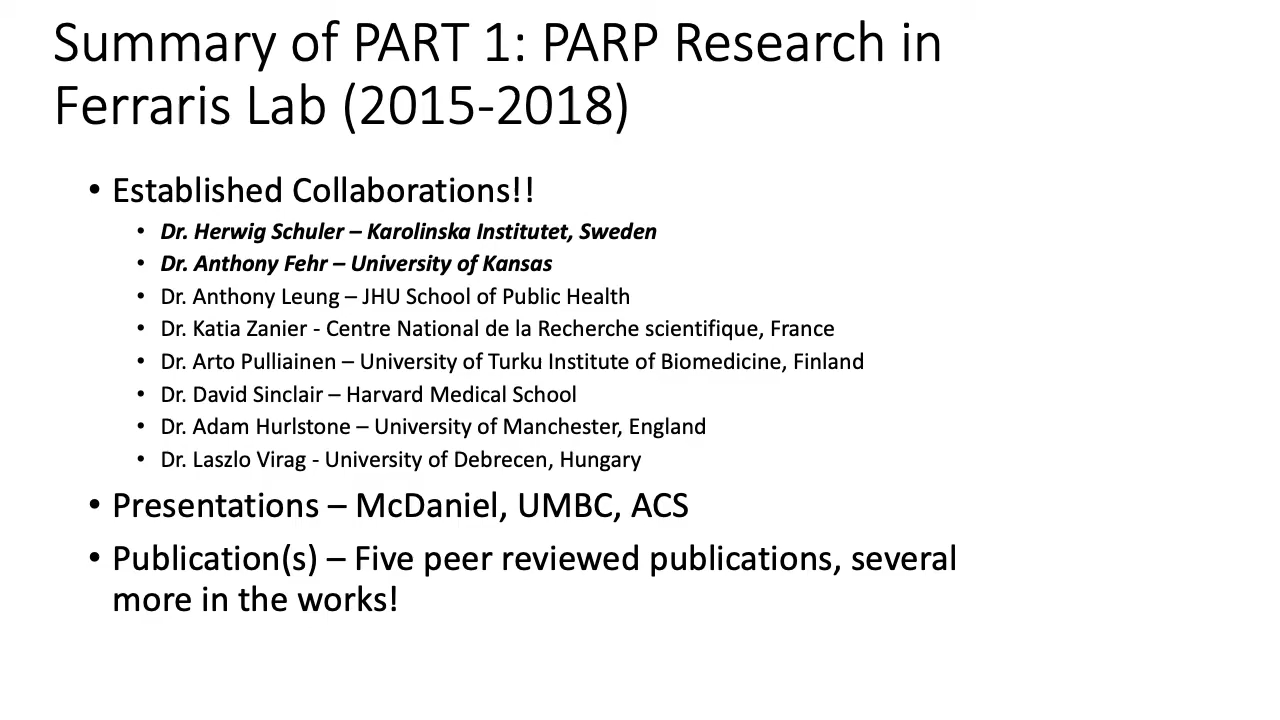 Summary of PART 1: PARP Research in
Ferraris Lab (2015-2018)
• Established Collaborations!!
• Dr. Herwig Schuler – Karolinska Institutet, Sweden
• Dr. Anthony Fehr – University of Kansas
• Dr. Anthony Leung – JHU School of Public Health
• Dr. Katia Zanier - Centre National de la Recherche scientifique, France
• Dr. Arto Pulliainen – University of Turku Institute of Biomedicine, Finland
• Dr. David Sinclair – Harvard Medical School
• Dr. Adam Hurlstone – University of Manchester, England
• Dr. Laszlo Virag - University of Debrecen, Hungary
• Presentations – McDaniel, UMBC, ACS
• Publication(s) – Five peer reviewed publications, several
more in the works!